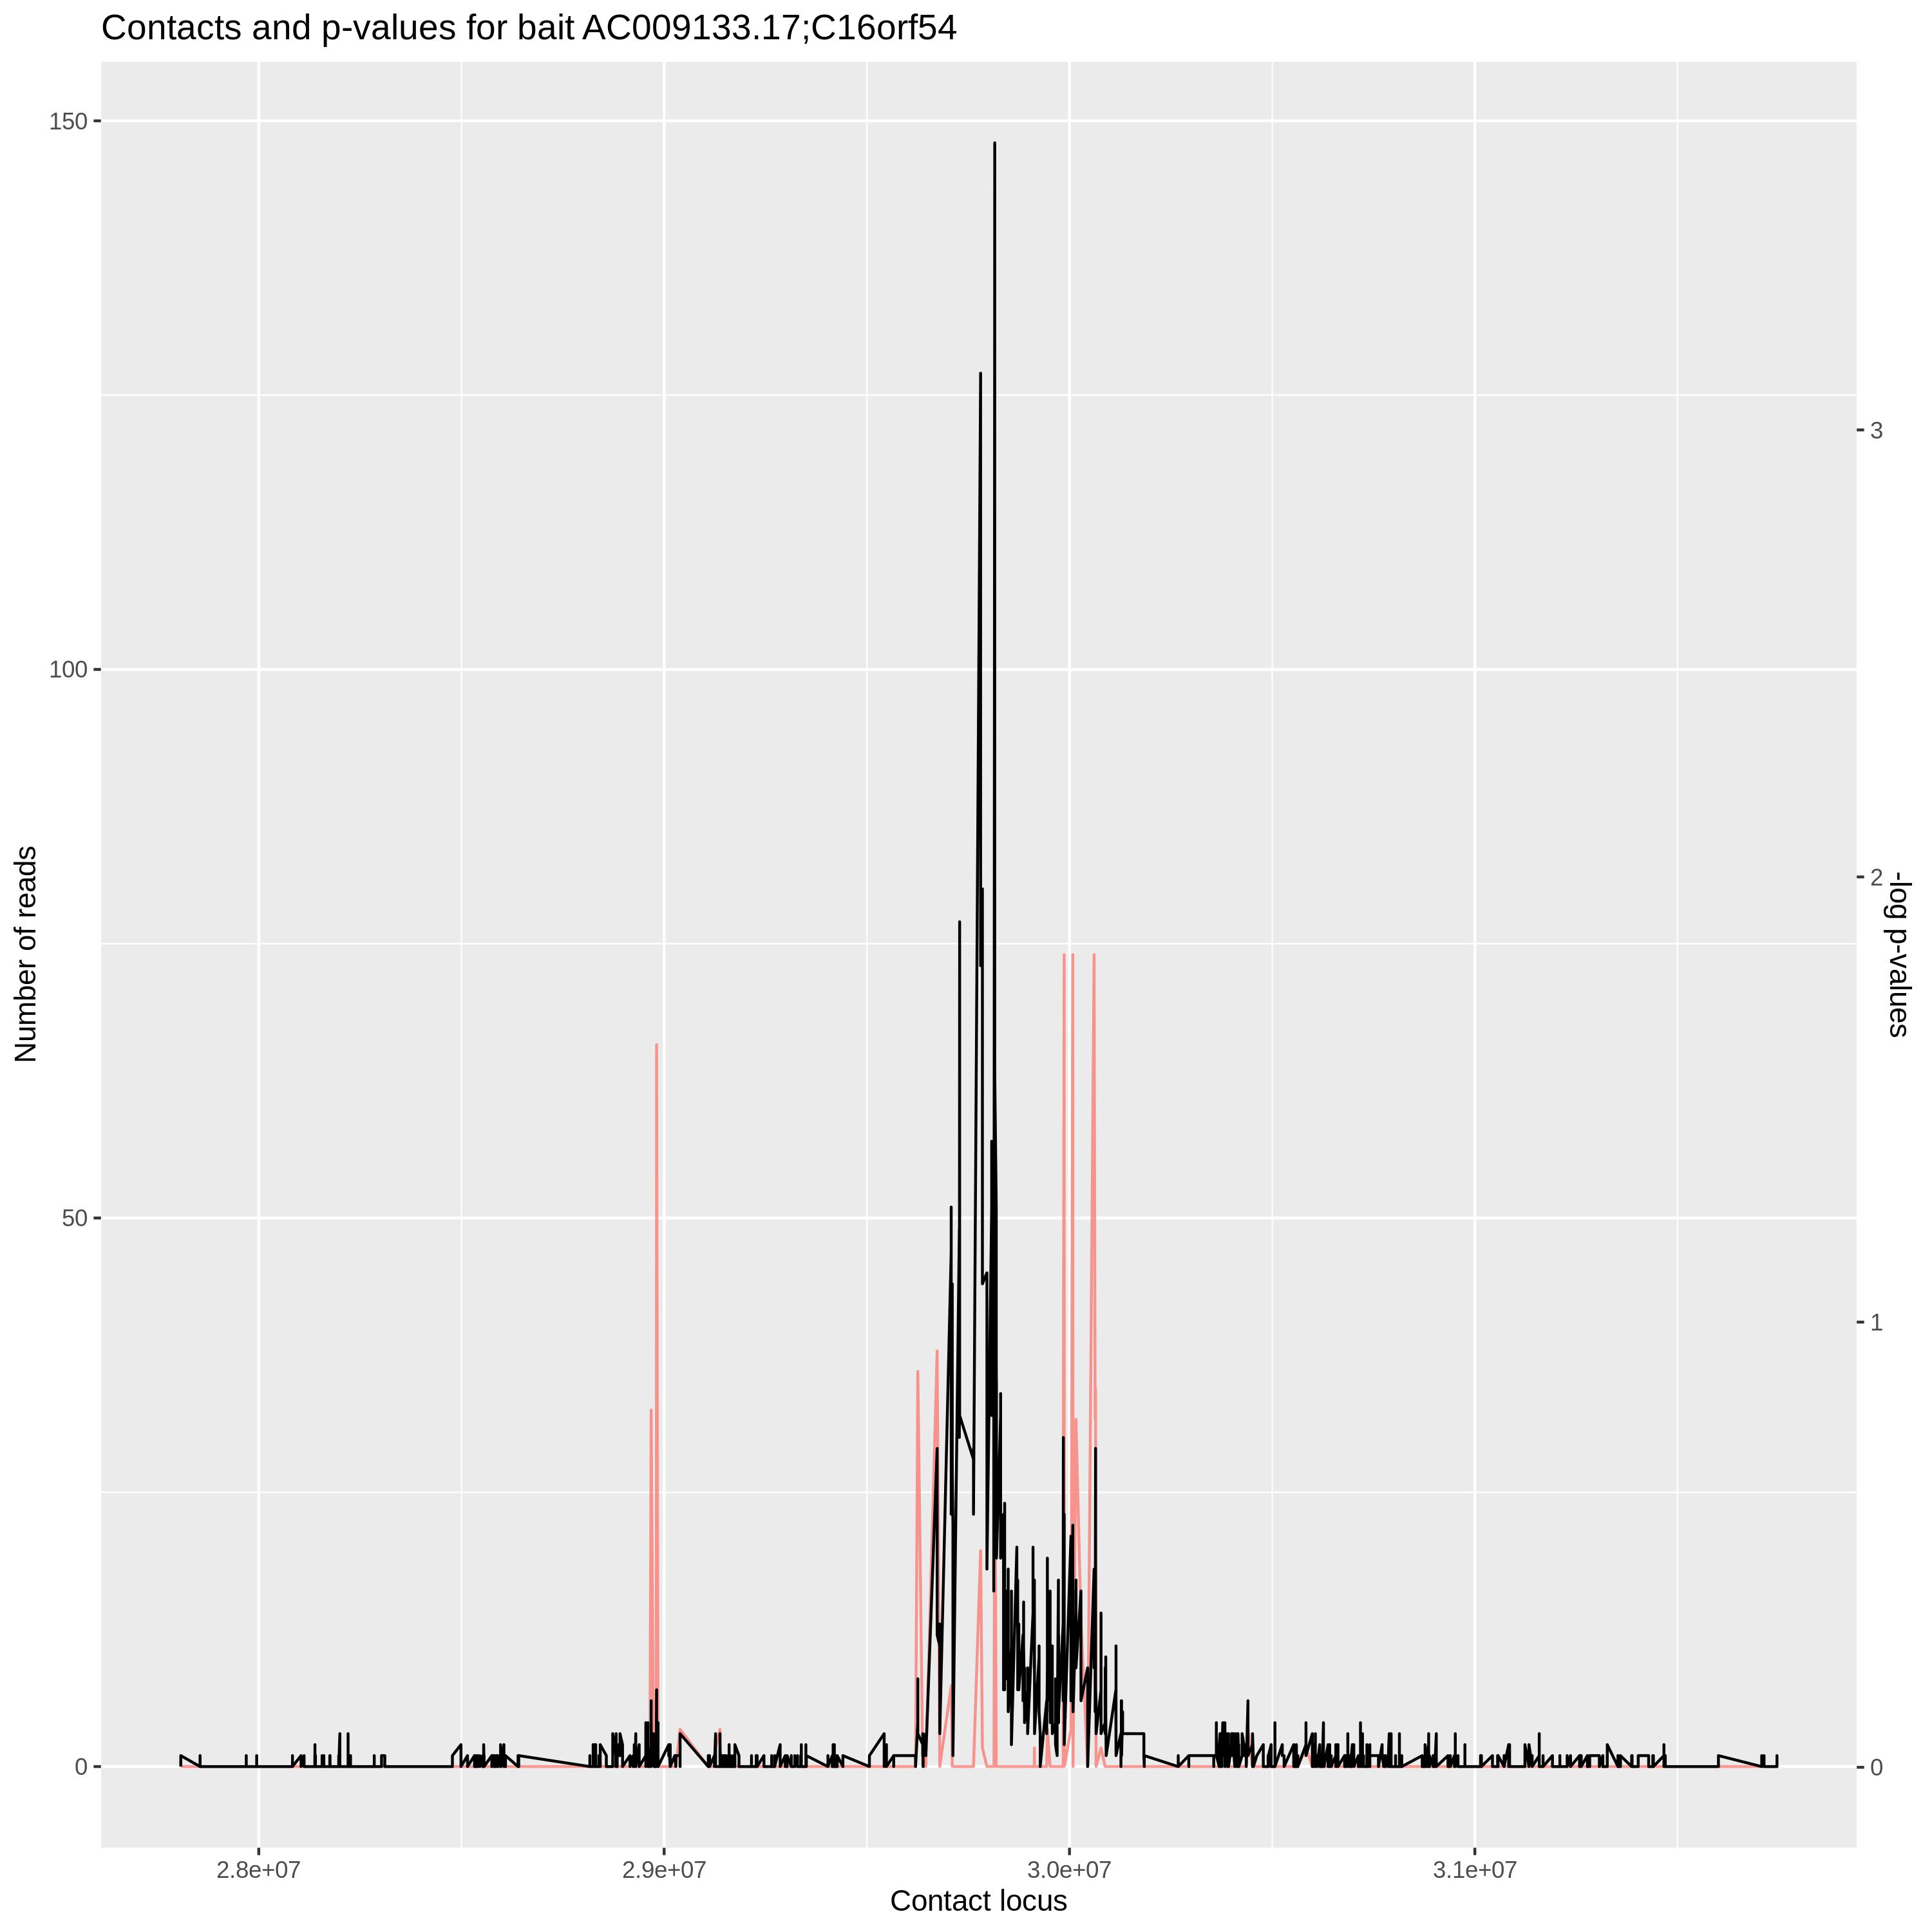 Contacts and p-values for bait AC009133.17;C16orf54
150
100
50
0
Number of reads
3
2
1
0
-log p-values
2.8e+07
2.9e+07
3.0e+07
3.1e+07
Contact locus